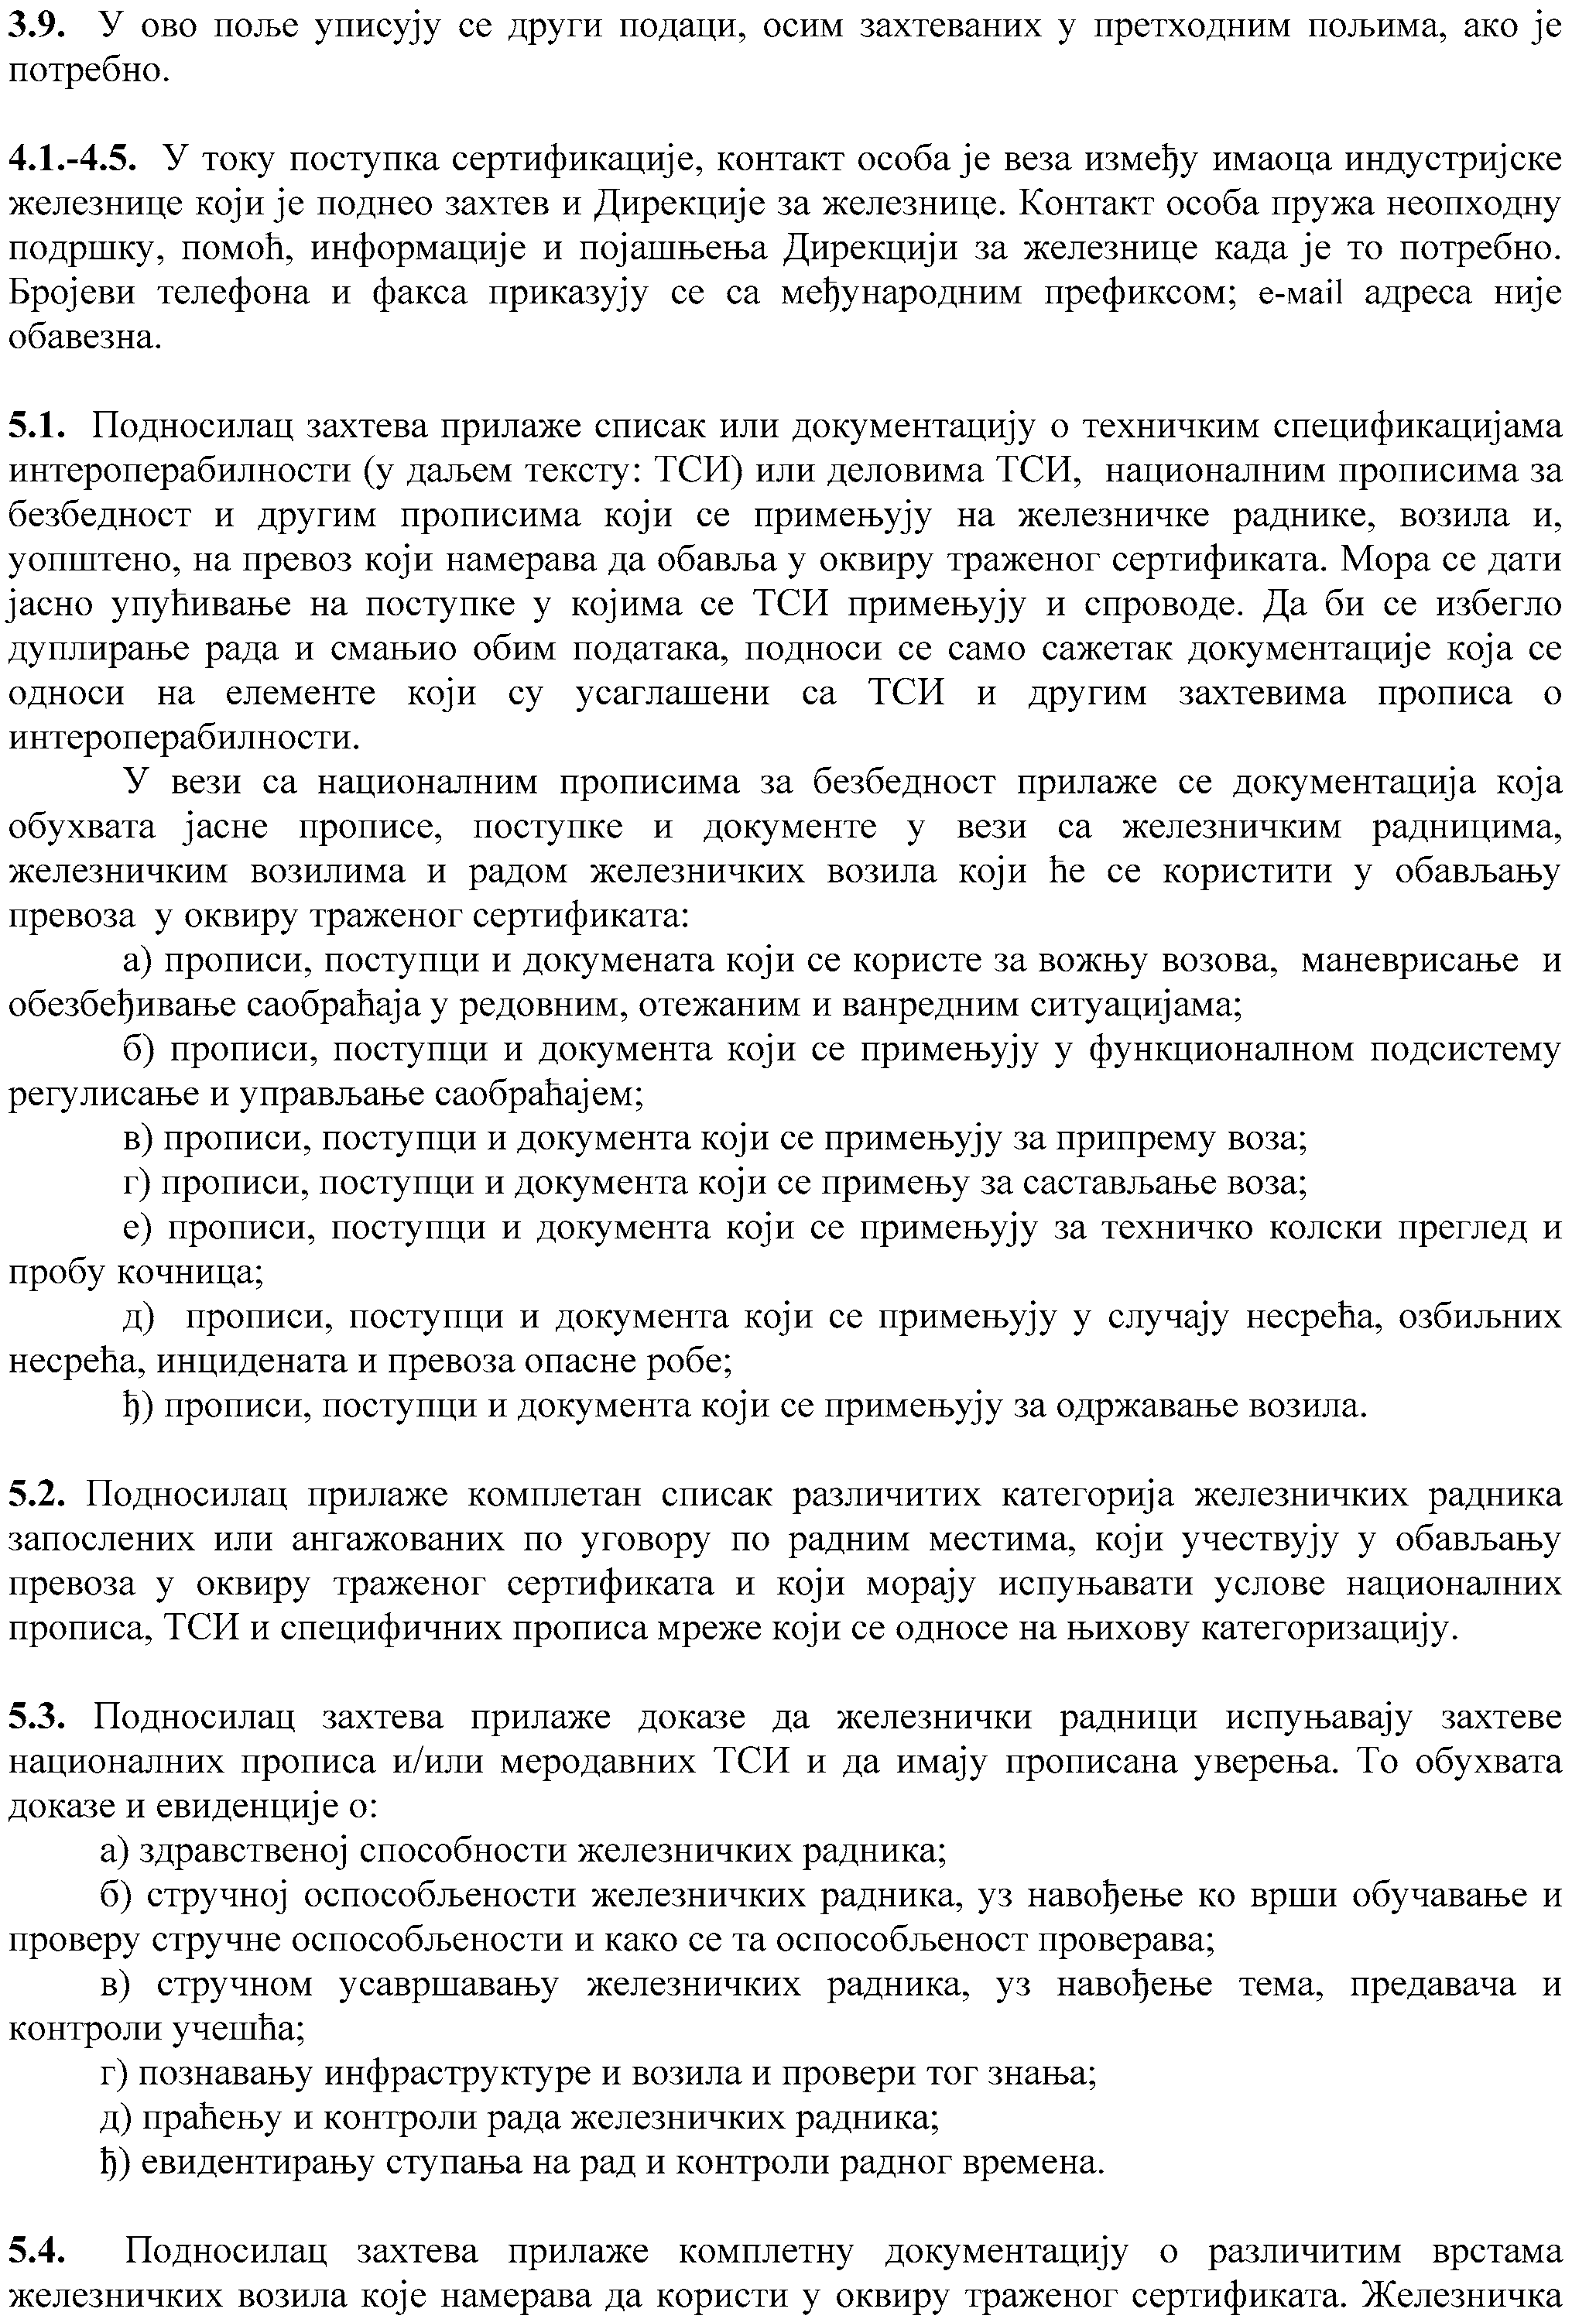 3.9. У ово поље уписују се други подаци, осим захтеваних у претходним пољима, ако је
потребно.
4.1.-4.5. У току поступка сертификације, контакт особа је веза између имаоца индустријске
железнице који је поднео захтев и Дирекције за железнице. Контакт особа пружа неопходну
подршку, помоћ, информације и појашњења Дирекцији за железнице када је то потребно.
Бројеви телефона и факса приказују се са међународним префиксом; е-маil адреса није
обавезна.
5.1. Подносилац захтева прилаже списак или документацију о техничким спецификацијама
интероперабилности (у даљем тексту: ТСИ) или деловима ТСИ, националним прописима за
безбедност и другим прописима који се примењују на железничке раднике, возила и,
уопштено, на превоз који намерава да обавља у оквиру траженог сертификата. Мора се дати
јасно упућивање на поступке у којима се ТСИ примењују и спроводе. Да би се избегло
дуплирање рада и смањио обим података, подноси се само сажетак документације која се
односи на елементе који су усаглашени са ТСИ и другим захтевима прописа о
интероперабилности.
У вези са националним прописима за безбедност прилаже се документација која
обухвата јасне прописе, поступке и документе у вези са железничким радницима,
железничким возилима и радом железничких возила који ће се користити у обављању
превоза у оквиру траженог сертификата:
а) прописи, поступци и докумената који се користе за вожњу возова, маневрисање и
обезбеђивање саобраћаја у редовним, отежаним и ванредним ситуацијама;
б) прописи, поступци и документа који се примењују у функционалном подсистему
регулисање и управљање саобраћајем;
в) прописи, поступци и документа који се примењују за припрему воза;
г) прописи, поступци и документа који се примењу за састављање воза;
е) прописи, поступци и документа који се примењују за техничко колски преглед и
пробу кочница;
д) прописи, поступци и документа који се примењују у случају несрећа, озбиљних
несрећа, инцидената и превоза опасне робе;
ђ) прописи, поступци и документа који се примењују за одржавање возила.
5.2. Подносилац прилаже комплетан списак различитих категорија железничких радника
запослених или ангажованих по уговору по радним местима, који учествују у обављању
превоза у оквиру траженог сертификата и који морају испуњавати услове националних
прописа, ТСИ и специфичних прописа мреже који се односе на њихову категоризацију.
5.3. Подносилац захтева прилаже доказе да железнички радници испуњавају захтеве
националних прописа и/или меродавних ТСИ и да имају прописана уверења. То обухвата
доказе и евиденције о:
а) здравственој способности железничких радника;
б) стручној оспособљености железничких радника, уз навођење ко врши обучавање и
проверу стручне оспособљености и како се та оспособљеност проверава;
в) стручном усавршавању железничких радника, уз навођење тема, предавача и
контроли учешћа;
г) познавању инфраструктуре и возила и провери тог знања;
д) праћењу и контроли рада железничких радника;
ђ) евидентирању ступања на рад и контроли радног времена.
5.4. Подносилац захтева прилаже комплетну документацију о различитим врстама
железничких возила које намерава да користи у оквиру траженог сертификата. Железничка